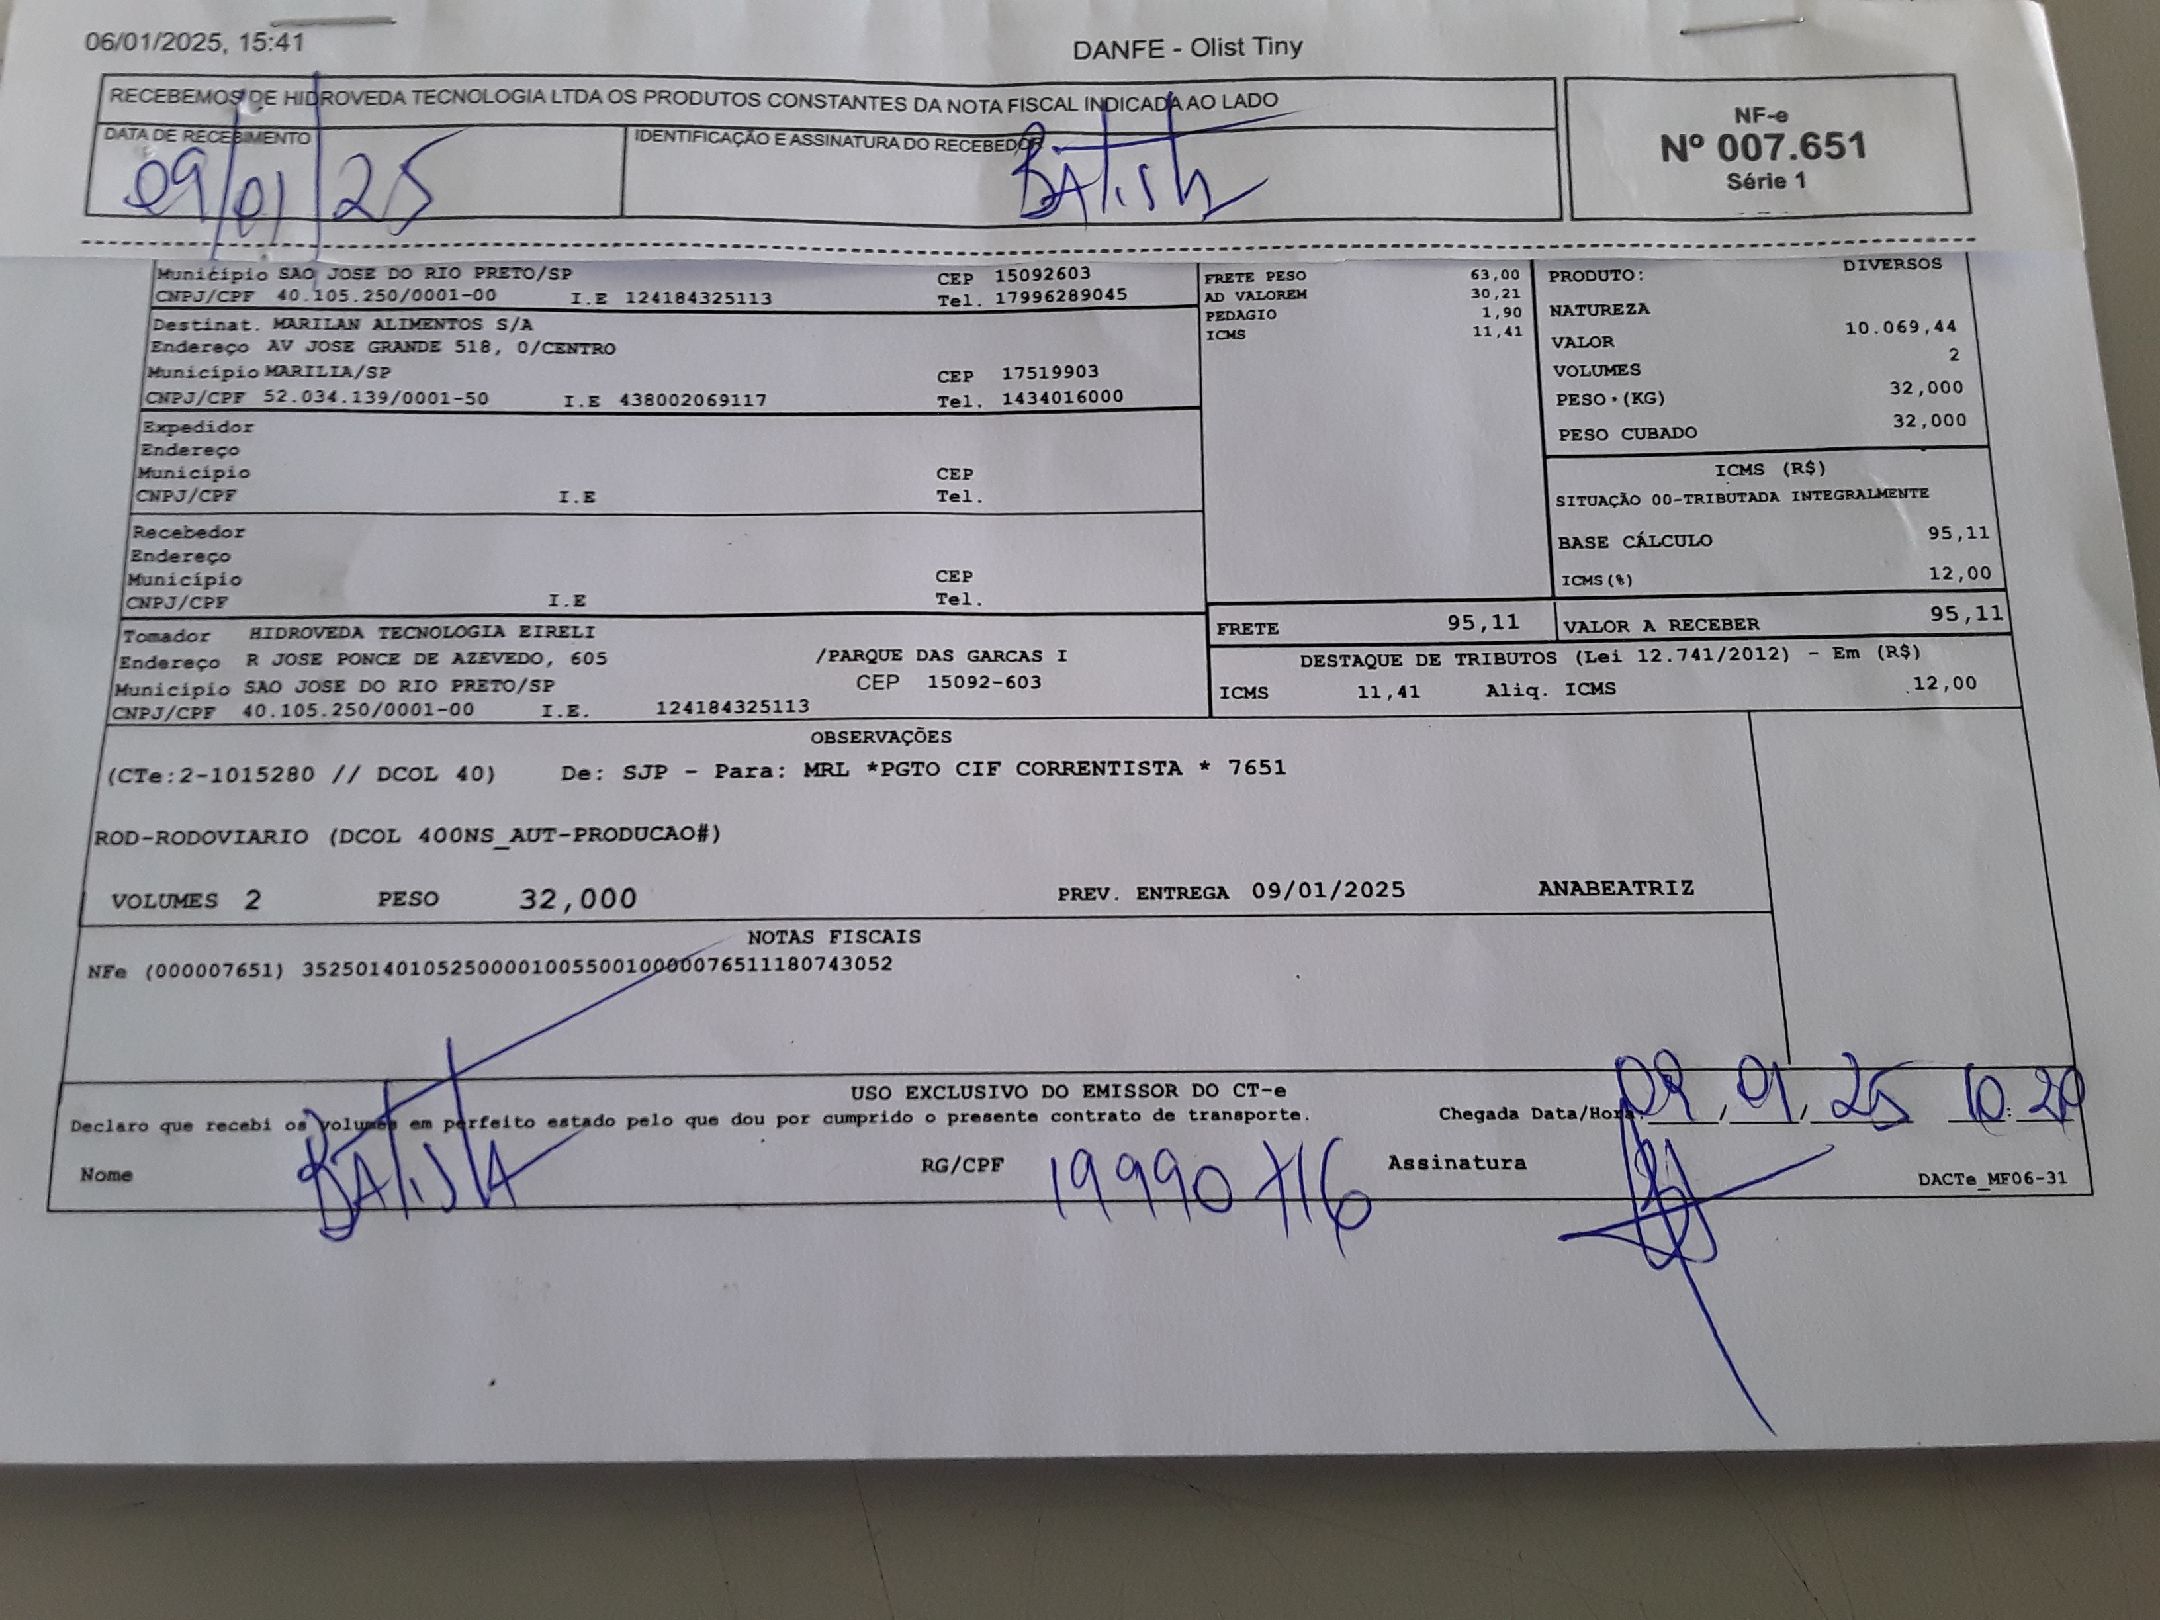 06/01/2025, 15:41
DANFE - Olist Tiny
RECEBEMOS DE HIDROVEDA TECNOLOGIA LTDA OS PRODUTOS CONSTANTES DA NOTA FISCAL INDICADA AO LADO
NF-e
Nº 007.651
Série 1
DATA DE RECEBIMENTO
IDENTIFICAÇÃO E ASSINATURA DO RECEBEDOR
09/01/25
Batista
Município SAO JOSE DO RIO PRETO/SP CEP 15092603
CNPJ/CPF 40.105.250/0001-00 I.E 124184325113 Tel. 17996289045
Destinat. MARILAN ALIMENTOS S/A
Endereço AV JOSE GRANDE 518, 0/CENTRO
Município MARILIA/SP CEP 17519903
CNPJ/CPF 52.034.139/0001-50 I.E 438002069117 Tel. 1434016000
Expedidor
Endereço
Município CEP
CNPJ/CPF I.E Tel.
Recebedor
Endereço
Município CEP
CNPJ/CPF I.E Tel.
Tomador HIDROVEDA TECNOLOGIA EIRELI
Endereço R JOSE PONCE DE AZEVEDO, 605 /PARQUE DAS GARCAS I
Município SAO JOSE DO RIO PRETO/SP CEP 15092-603
CNPJ/CPF 40.105.250/0001-00 I.E. 124184325113
FRETE PESO 63,00
AD VALOREM 30,21
PEDAGIO 1,90
ICMS 11,41
PRODUTO: DIVERSOS
NATUREZA
VALOR 10.069,44
VOLUMES 2
PESO (KG) 32,000
PESO CUBADO 32,000
ICMS (R$)
SITUAÇÃO 00-TRIBUTADA INTEGRALMENTE
BASE CÁLCULO 95,11
ICMS(%) 12,00
FRETE 95,11 VALOR A RECEBER 95,11
DESTAQUE DE TRIBUTOS (Lei 12.741/2012) - Em (R$)
ICMS 11,41 Aliq. ICMS 12,00
OBSERVAÇÕES
(CTe:2-1015280 // DCOL 40) De: SJP - Para: MRL *PGTO CIF CORRENTISTA * 7651
ROD-RODOVIARIO (DCOL 400NS_AUT-PRODUCAO#)
VOLUMES 2 PESO 32,000 PREV. ENTREGA 09/01/2025 ANABEATRIZ
NOTAS FISCAIS
NFe (000007651) 35250140105250000100550010000076511180743052
USO EXCLUSIVO DO EMISSOR DO CT-e
Declaro que recebi os volumes em perfeito estado pelo que dou por cumprido o presente contrato de transporte. Chegada Data/Hora: 09/01/25 10:20
Nome Batista RG/CPF 19990716 Assinatura
DACTe_MF06-31